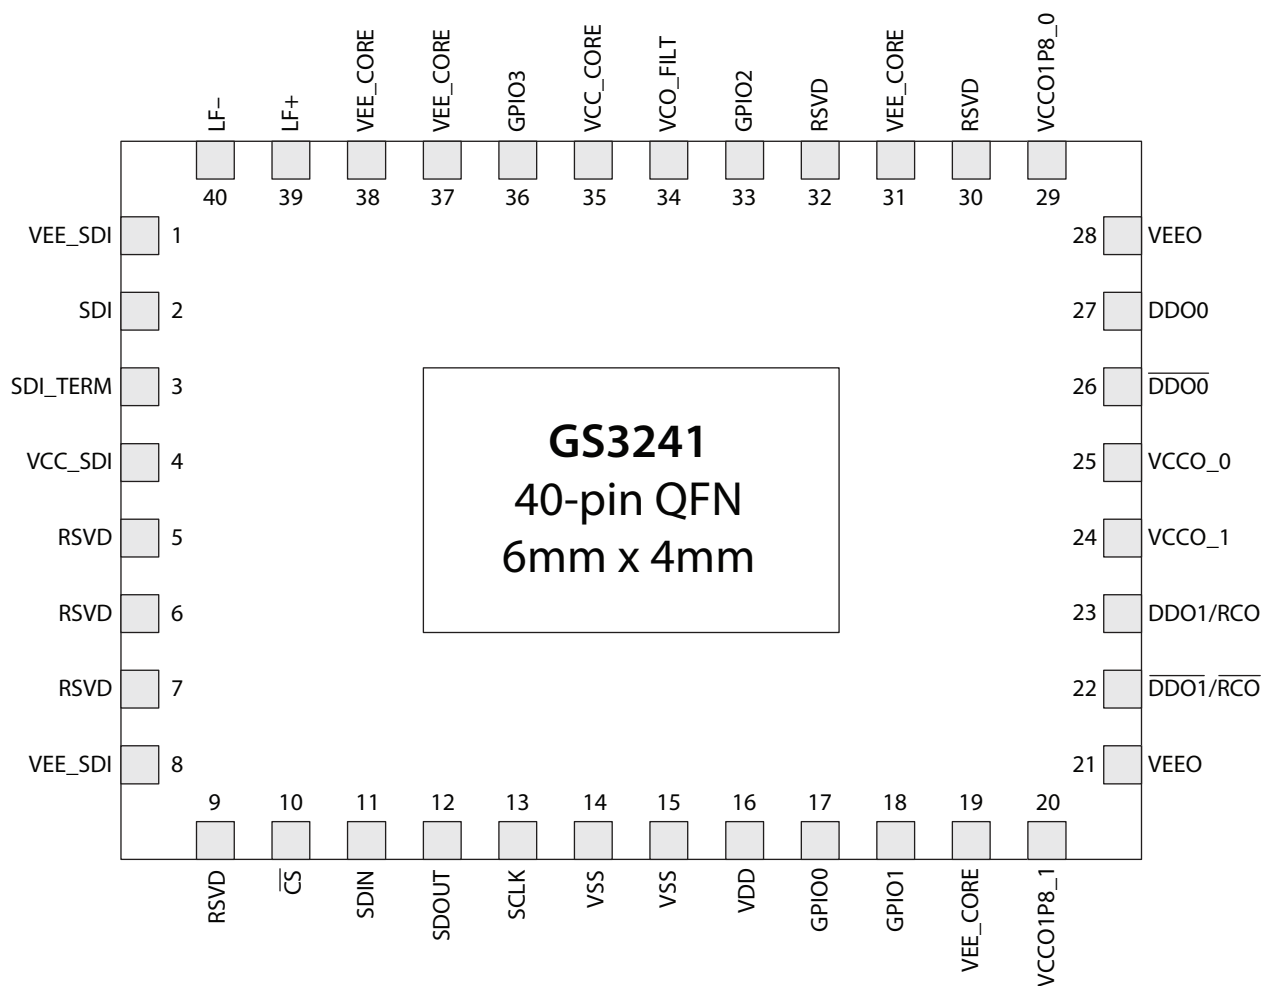 LF–
LF+
VEE_CORE
VEE_CORE
GPIO3
VCC_CORE
VCO_FILT
GPIO2
RSVD
VEE_CORE
RSVD
VCCO1P8_0
40 39 38 37 36 35 34 33 32 31 30 29
VEE_SDI 1
SDI 2
SDI_TERM 3
VCC_SDI 4
RSVD 5
RSVD 6
RSVD 7
VEE_SDI 8
GS3241
40-pin QFN
6mm x 4mm
28 VEEO
27 DDO0
26 D̅D̅O̅0̅
25 VCCO_0
24 VCCO_1
23 DDO1/RCO
22 D̅D̅O̅1̅/R̅C̅O̅
21 VEEO
9 10 11 12 13 14 15 16 17 18 19 20
RSVD
C̅S̅
SDIN
SDOUT
SCLK
VSS
VSS
VDD
GPIO0
GPIO1
VEE_CORE
VCCO1P8_1